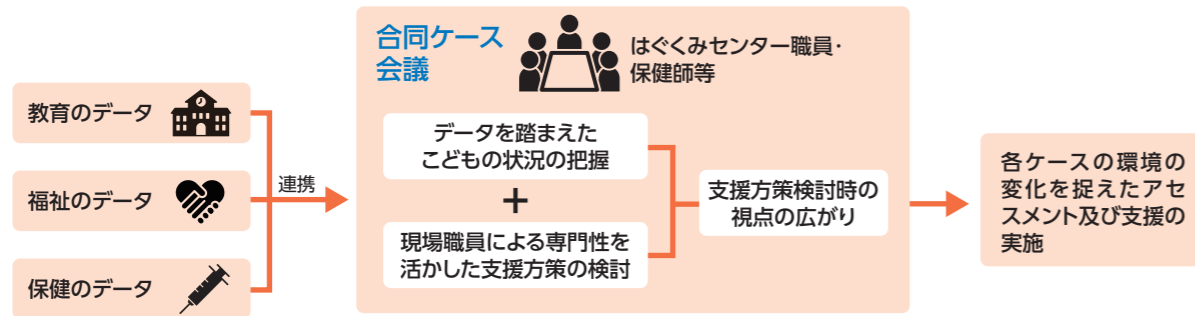 教育のデータ
福祉のデータ
保健のデータ
連携
合同ケース
会議
はぐくみセンター職員・
保健師等
データを踏まえた
こどもの状況の把握
+
現場職員による専門性を
活かした支援方策の検討
支援方策検討時の
視点の広がり
各ケースの環境の
変化を捉えたアセ
スメント及び支援の
実施